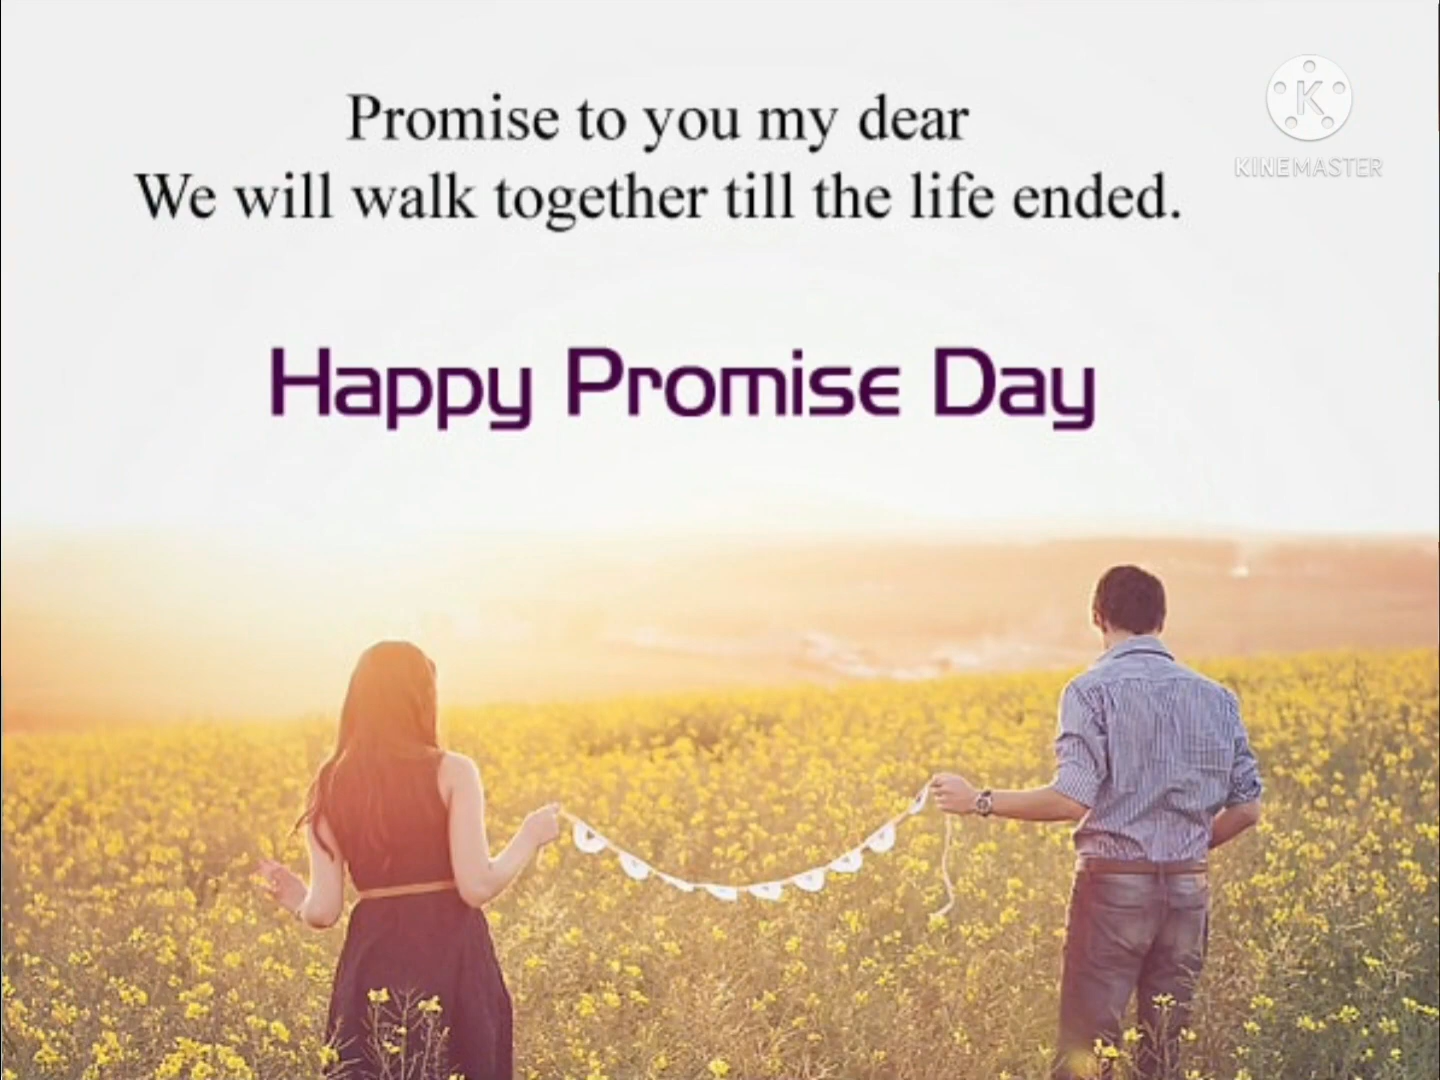 Promise to you my dear
We will walk together till the life ended.
Happy Promise Day
K
KINEMASTER